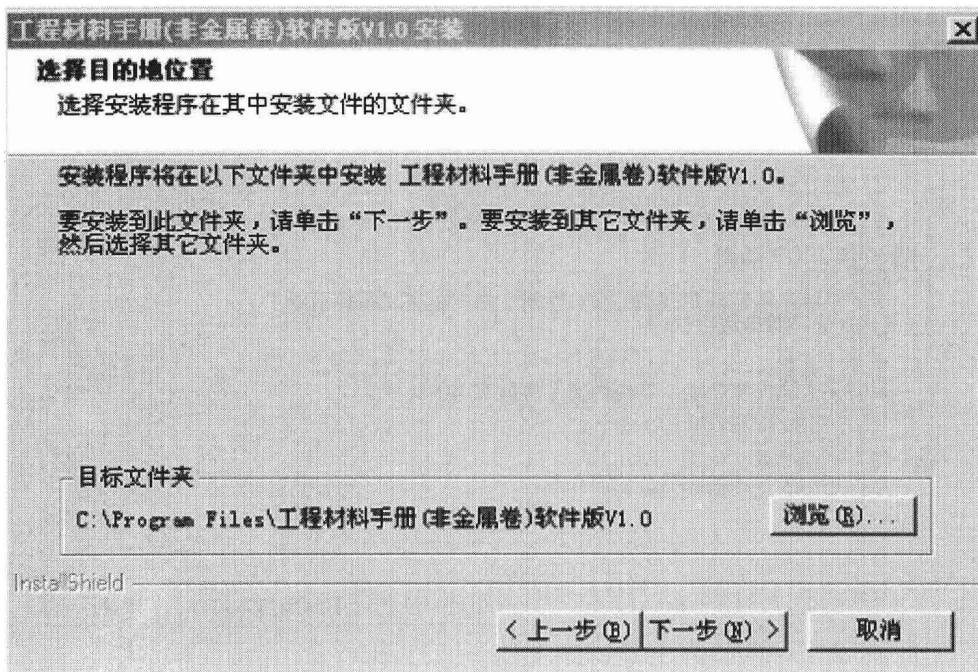 工程材料手册(非金属卷)软件版V1.0 安装
选择目的地位置
选择安装程序在其中安装文件的文件夹。
安装程序将在以下文件夹中安装 工程材料手册(非金属卷)软件版V1.0。
要安装到此文件夹，请单击“下一步”。要安装到其它文件夹，请单击“浏览”，
然后选择其它文件夹。
目标文件夹
C:\Program Files\工程材料手册(非金属卷)软件版V1.0
浏览(R)...
InstallShield
< 上一步(B) 下一步(N) > 取消